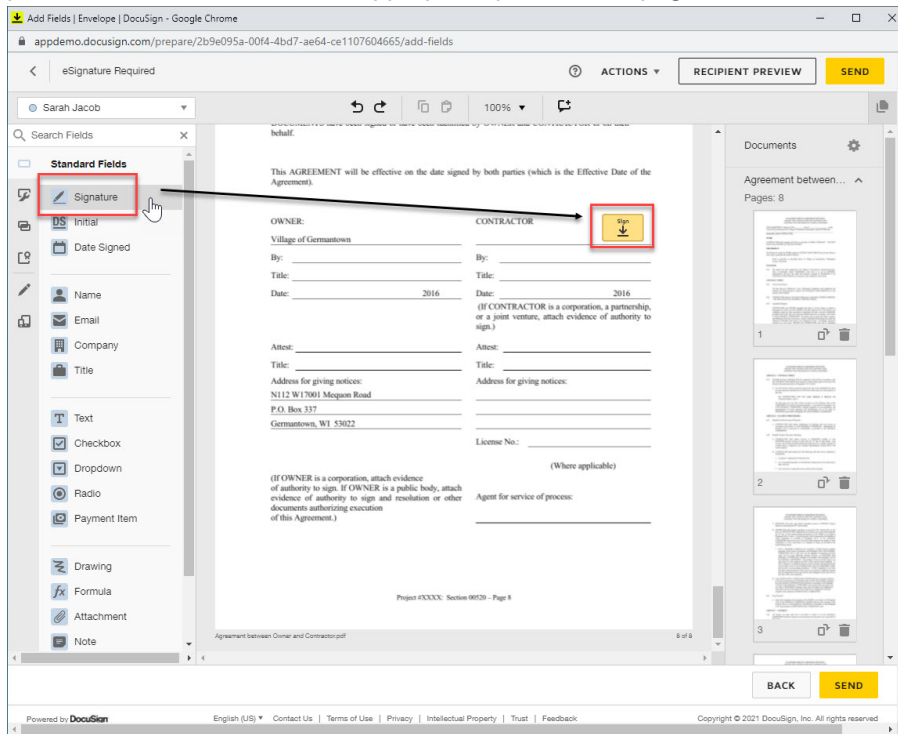 Add Fields | Envelope | DocuSign - Google Chrome
appdemo.docusign.com/prepare/2b9e095a-00f4-4bd7-ae64-ce1107604665/add-fields
eSignature Required
ACTIONS
RECIPIENT PREVIEW
SEND
Sarah Jacob
100%
Search Fields
Standard Fields
Signature
DS Initial
Date Signed
Name
Email
Company
Title
T Text
Checkbox
Dropdown
Radio
Payment Item
Drawing
fx Formula
Attachment
Note
behalf.
This AGREEMENT will be effective on the date signed by both parties (which is the Effective Date of the
Agreement).
OWNER:
Village of Germantown
By:
Title:
Date: 2016
Attest:
Title:
Address for giving notices:
N112 W17001 Mequon Road
P.O. Box 337
Germantown, WI 53022
(If OWNER is a corporation, attach evidence
of authority to sign. If OWNER is a public body, attach
evidence of authority to sign and resolution or other
documents authorizing execution
of this Agreement.)
CONTRACTOR
Sign
By:
Title:
Date: 2016
(If CONTRACTOR is a corporation, a partnership,
or a joint venture, attach evidence of authority to
sign.)
Attest:
Title:
Address for giving notices:
License No.:
(Where applicable)
Agent for service of process:
Project #XXXX: Section 00520 – Page 8
Agreement between Owner and Contractor.pdf
8 of 8
Documents
Agreement between...
Pages: 8
1
2
3
BACK
SEND
Powered by DocuSign
English (US)
Contact Us | Terms of Use | Privacy | Intellectual Property | Trust | Feedback
Copyright © 2021 DocuSign, Inc. All rights reserved